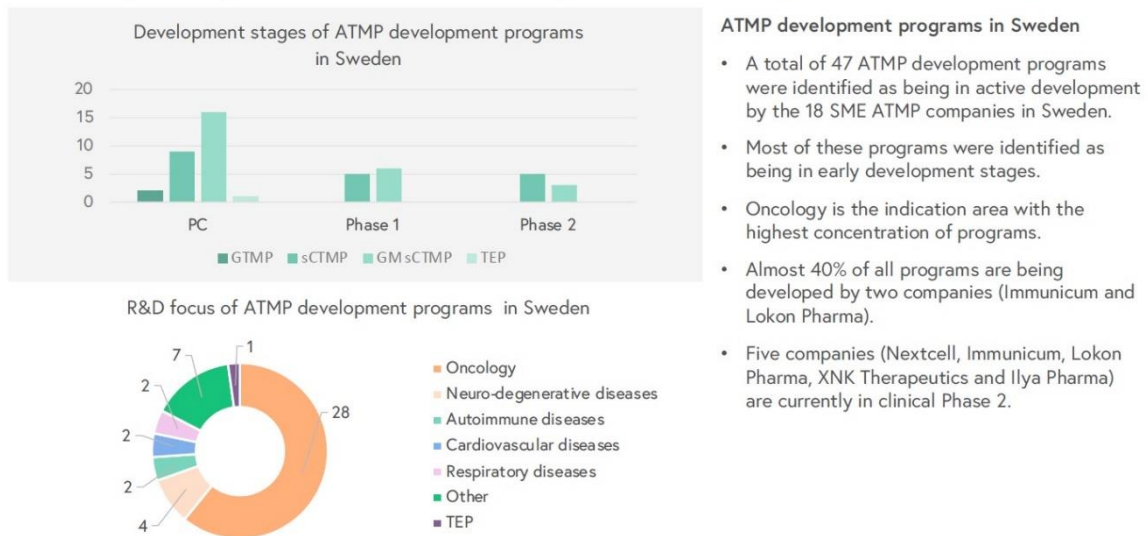 Development stages of ATMP development programs
in Sweden
20
15
10
5
0
PC
Phase 1
Phase 2
GTMP
sCTMP
GM sCTMP
TEP
R&D focus of ATMP development programs in Sweden
1
7
2
2
2
4
28
Oncology
Neuro-degenerative diseases
Autoimmune diseases
Cardiovascular diseases
Respiratory diseases
Other
TEP
ATMP development programs in Sweden
• A total of 47 ATMP development programs
were identified as being in active development
by the 18 SME ATMP companies in Sweden.
• Most of these programs were identified as
being in early development stages.
• Oncology is the indication area with the
highest concentration of programs.
• Almost 40% of all programs are being
developed by two companies (Immunicum and
Lokon Pharma).
• Five companies (Nextcell, Immunicum, Lokon
Pharma, XNK Therapeutics and Ilya Pharma)
are currently in clinical Phase 2.